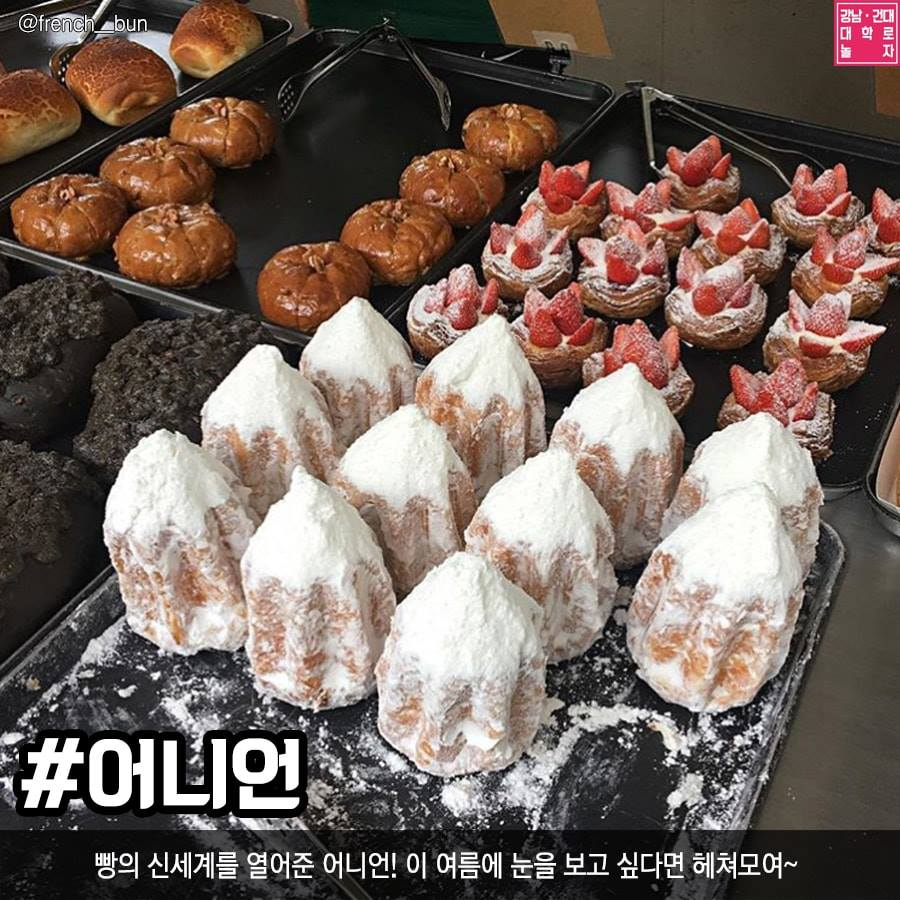 @french__bun
강남·건대
대학로
놀자
#어니언
빵의 신세계를 열어준 어니언! 이 여름에 눈을 보고 싶다면 헤쳐모여~